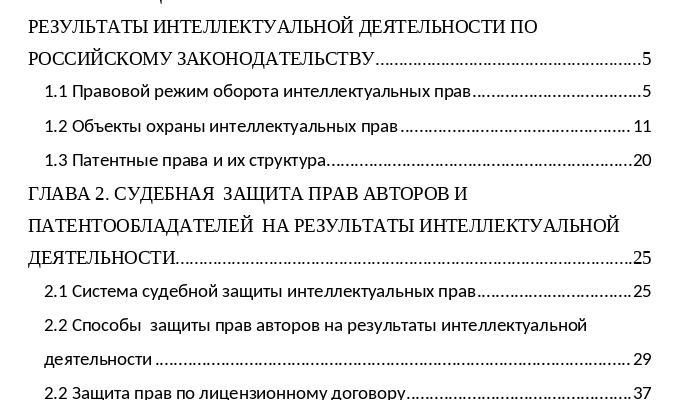 РЕЗУЛЬТАТЫ ИНТЕЛЛЕКТУАЛЬНОЙ ДЕЯТЕЛЬНОСТИ ПО
РОССИЙСКОМУ ЗАКОНОДАТЕЛЬСТВУ........................................................5
1.1 Правовой режим оборота интеллектуальных прав...................................5
1.2 Объекты охраны интеллектуальных прав................................................11
1.3 Патентные права и их структура...............................................................20
ГЛАВА 2. СУДЕБНАЯ ЗАЩИТА ПРАВ АВТОРОВ И
ПАТЕНТООБЛАДАТЕЛЕЙ НА РЕЗУЛЬТАТЫ ИНТЕЛЛЕКТУАЛЬНОЙ
ДЕЯТЕЛЬНОСТИ................................................................................................25
2.1 Система судебной защиты интеллектуальных прав................................25
2.2 Способы защиты прав авторов на результаты интеллектуальной
деятельности...................................................................................................29
2.2 Защита прав по лицензионному договору...............................................37